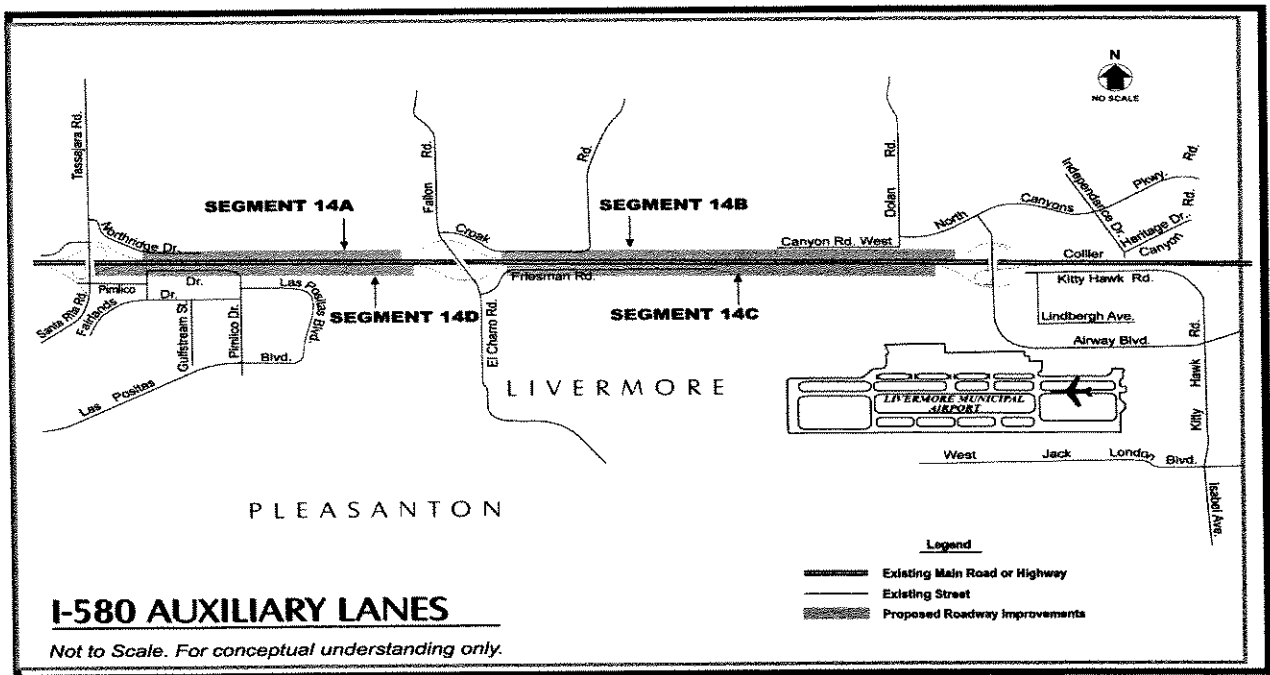 N
NO SCALE
Tassajara Rd.
Fallon Rd.
Rd.
Dolan Rd.
Independence Dr.
Pkwy.
Rd.
North Canyons
Heritage Dr.
Rd.
SEGMENT 14A
SEGMENT 14B
Northridge Dr.
Croak
Canyon Rd. West
Collier
Canyon
Friesman Rd.
Kitty Hawk Rd.
Pimlico
Dr.
Las Positas Blvd.
Santa Rita Rd.
Fairlands
Dr.
Gulfstream St.
Pimlico Dr.
SEGMENT 14D
El Charro Rd.
SEGMENT 14C
Lindbergh Ave.
Airway Blvd.
Las Positas
Blvd.
Kitty Hawk Rd.
LIVERMORE
LIVERMORE MUNICIPAL
AIRPORT
West Jack London Blvd.
Isabel Ave.
PLEASANTON
Legend
Existing Main Road or Highway
Existing Street
Proposed Roadway Improvements
I-580 AUXILIARY LANES
Not to Scale. For conceptual understanding only.